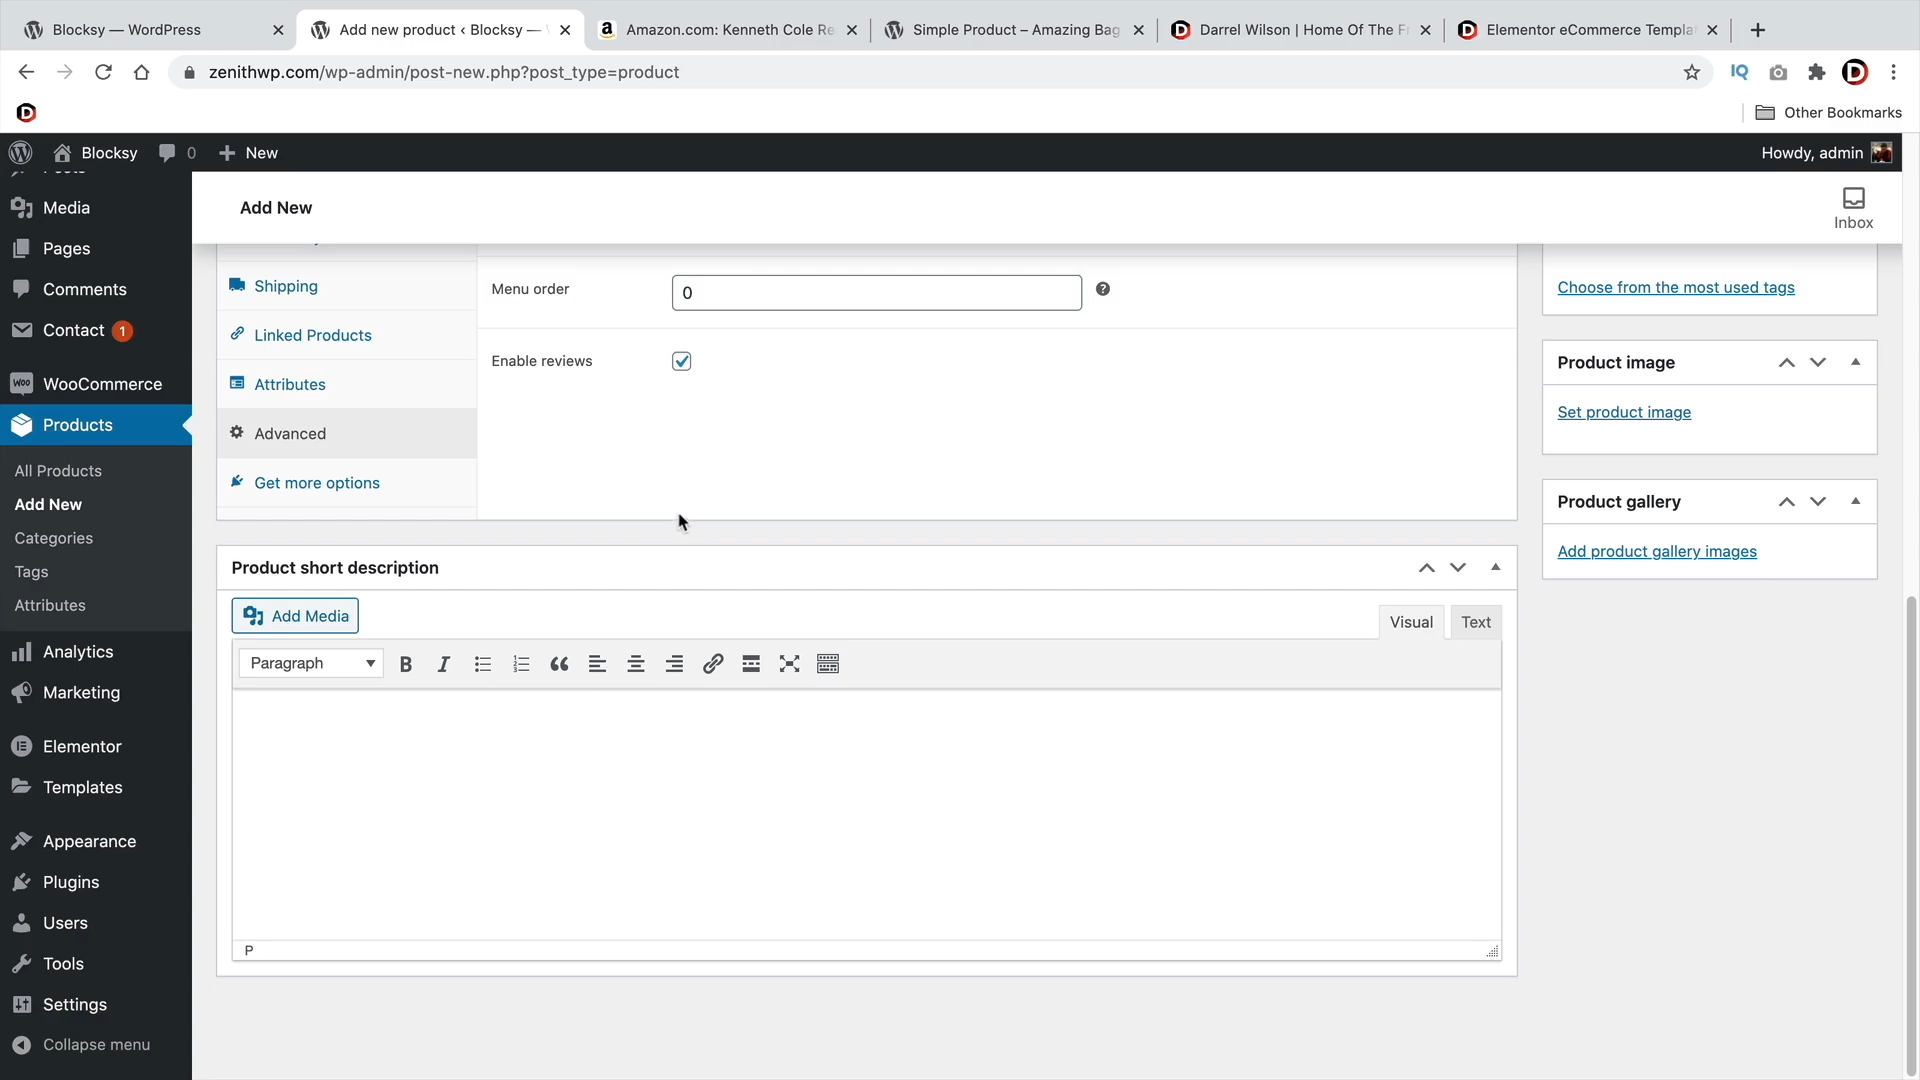 Blocksy — WordPress
Add new product ‹ Blocksy —
Amazon.com: Kenneth Cole Re
Simple Product – Amazing Bag
Darrel Wilson | Home Of The Fr
Elementor eCommerce Templat
zenithwp.com/wp-admin/post-new.php?post_type=product
IQ
Other Bookmarks
Blocksy
0
New
Howdy, admin
Media
Pages
Comments
Contact 1
WooCommerce
Products
All Products
Add New
Categories
Tags
Attributes
Analytics
Marketing
Elementor
Templates
Appearance
Plugins
Users
Tools
Settings
Collapse menu
Add New
Inbox
Shipping
Linked Products
Attributes
Advanced
Get more options
Menu order
0
Enable reviews
Product short description
Add Media
Visual
Text
Paragraph
P
Choose from the most used tags
Product image
Set product image
Product gallery
Add product gallery images